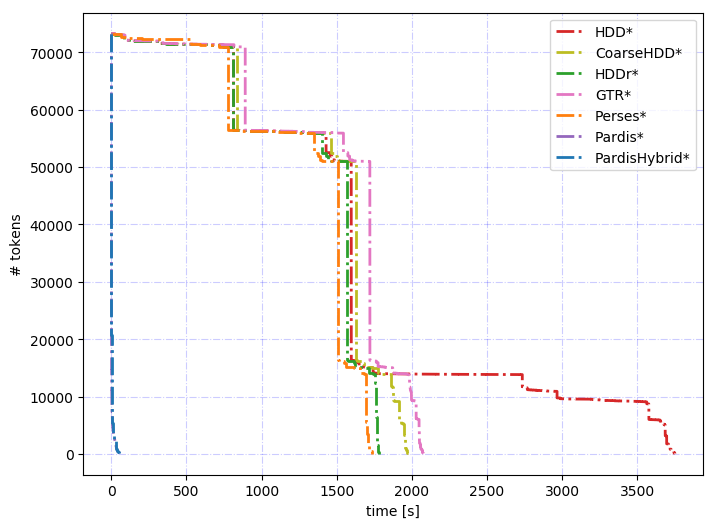 70000
60000
50000
40000
30000
20000
10000
0
# tokens
0 500 1000 1500 2000 2500 3000 3500
time [s]
HDD*
CoarseHDD*
HDDr*
GTR*
Perses*
Pardis*
PardisHybrid*